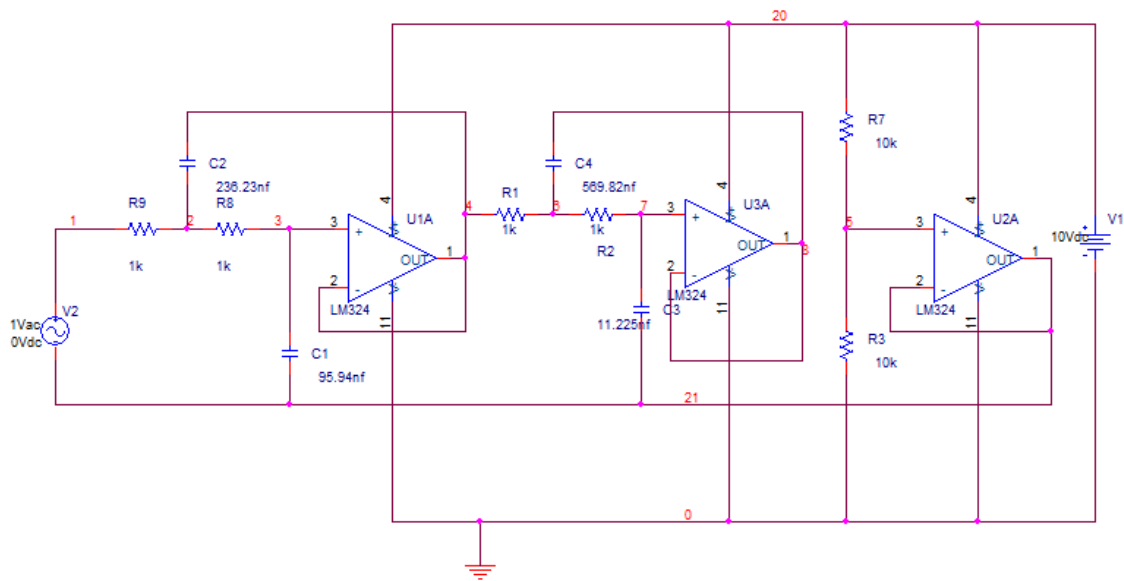 20
R7
10k
C2
236.23nf
C4
569.82nf
R9
R8
4
U1A
R1
4
U3A
U2A
V1
10Vdc
+
-
1
2
3
3
+
V+
OUT
1
4
6
7
3
+
V+
OUT
1
8
5
3
+
V+
OUT
1
4
1k
1k
2
-
V-
LM324
11
1k
1k
R2
2
-
V-
LM324
11
2
-
V-
LM324
11
V2
1Vac
0Vdc
C1
95.94nf
C3
11.225nf
R3
10k
21
0